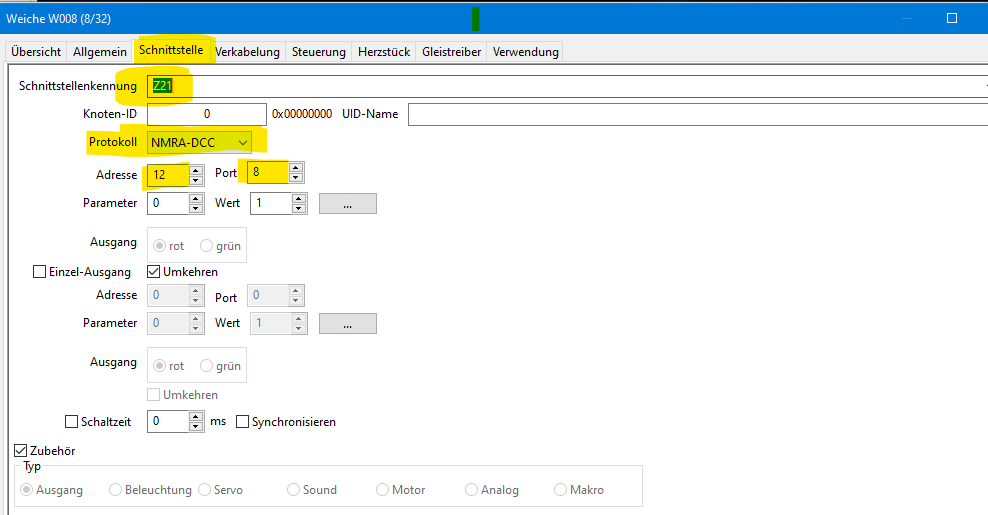 Weiche W008 (8/32)
Übersicht Allgemein Schnittstelle Verkabelung Steuerung Herzstück Gleistreiber Verwendung
Schnittstellenkennung Z21
Knoten-ID 0 0x00000000 UID-Name
Protokoll NMRA-DCC
Adresse 12 Port 8
Parameter 0 Wert 1 ...
Ausgang rot grün
Einzel-Ausgang Umkehren
Adresse 0 Port 0
Parameter 0 Wert 1 ...
Ausgang rot grün
Umkehren
Schaltzeit 0 ms Synchronisieren
Zubehör
Typ
Ausgang Beleuchtung Servo Sound Motor Analog Makro